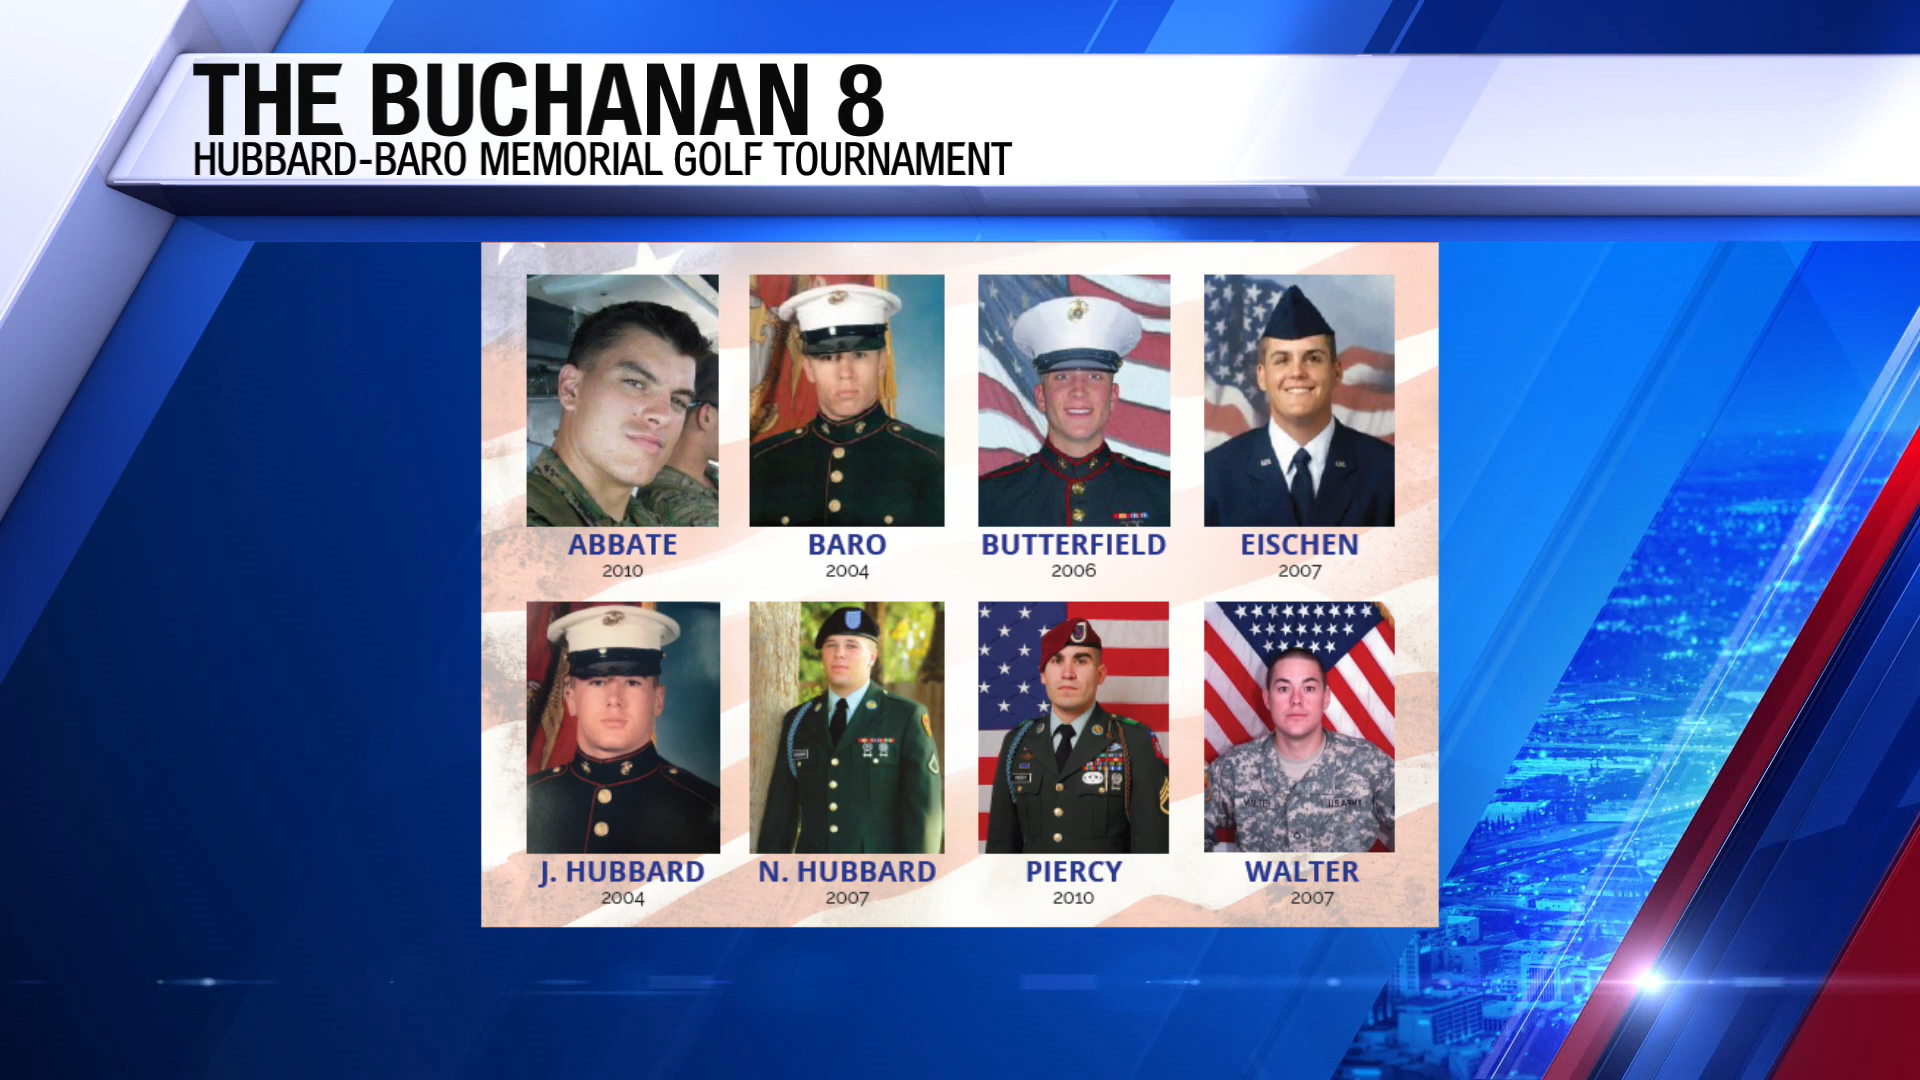 THE BUCHANAN 8
HUBBARD-BARO MEMORIAL GOLF TOURNAMENT
ABBATE BARO BUTTERFIELD EISCHEN
2010 2004 2006 2007
J. HUBBARD N. HUBBARD PIERCY WALTER
2004 2007 2010 2007
U.S. ARMY